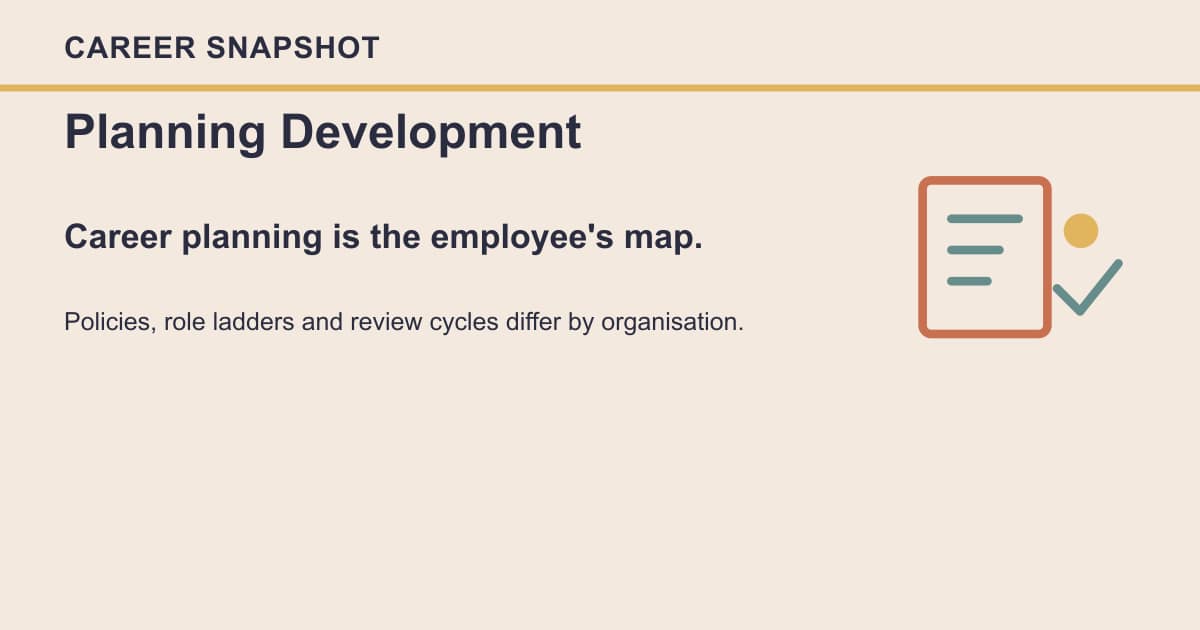 CAREER SNAPSHOT
Planning Development
Career planning is the employee's map.
Policies, role ladders and review cycles differ by organisation.